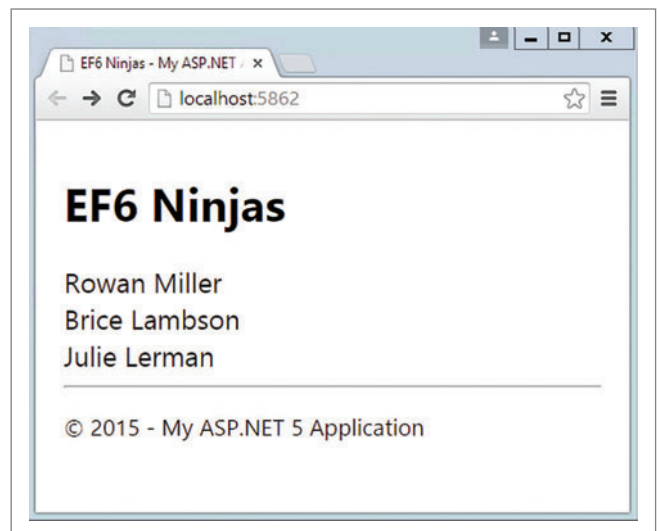 EF6 Ninjas - My ASP.NET
localhost:5862
EF6 Ninjas
Rowan Miller
Brice Lambson
Julie Lerman
© 2015 - My ASP.NET 5 Application